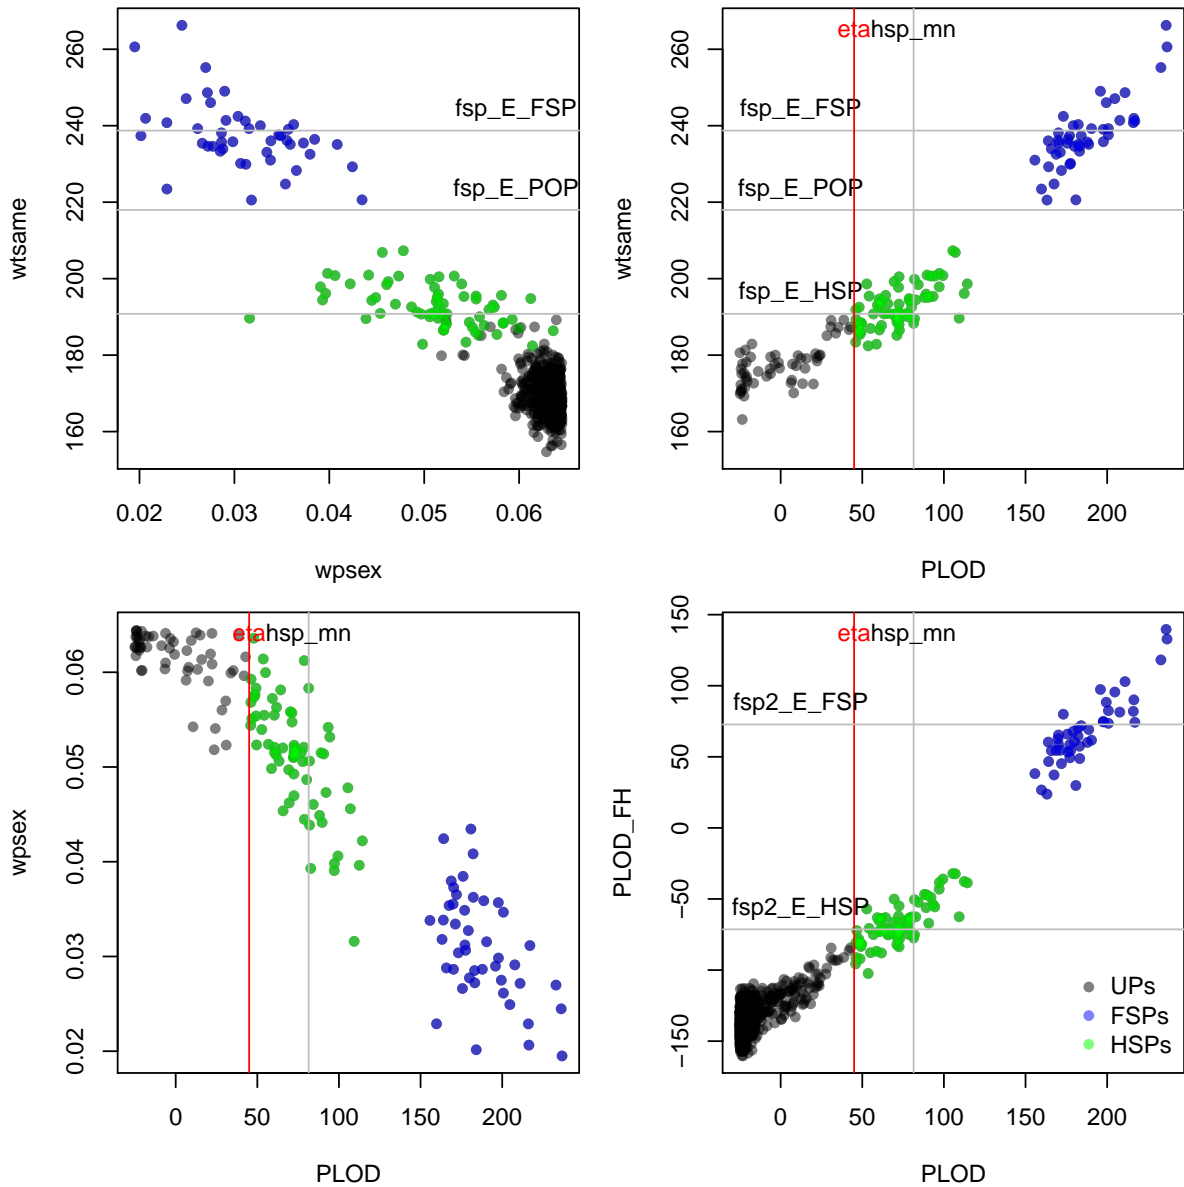 260
240
220
200
180
160
wtsame
fsp_E_FSP
fsp_E_POP
0.02 0.03 0.04 0.05 0.06
wpsex
etahsp_mn
260
240
220
200
180
160
wtsame
fsp_E_FSP
fsp_E_POP
fsp_E_HSP
0 50 100 150 200
PLOD
etahsp_mn
0.06
0.05
0.04
0.03
0.02
wpsex
0 50 100 150 200
PLOD
etahsp_mn
150
100
50
0
−50
−150
PLOD_FH
fsp2_E_FSP
fsp2_E_HSP
UPs
FSPs
HSPs
0 50 100 150 200
PLOD